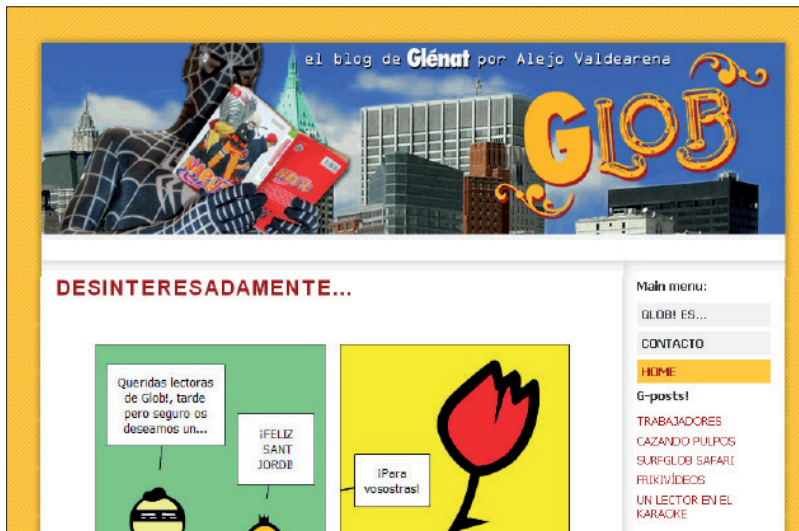 el blog de Glénat por Alejo Valdearena
GLOB
NARUTO
DESINTERESADAMENTE...
Queridas lectoras
de Glob!, tarde
pero seguro os
deseamos un...
¡FELIZ
SANT
JORDI!
¡Para
vosostras!
Main menu:
GLOB! ES...
CONTACTO
HOME
G-posts!
TRABAJADORES
CAZANDO PULPOS
SURFGLOB SAFARI
FRIKIVÍDEOS
UN LECTOR EN EL
KARAOKE